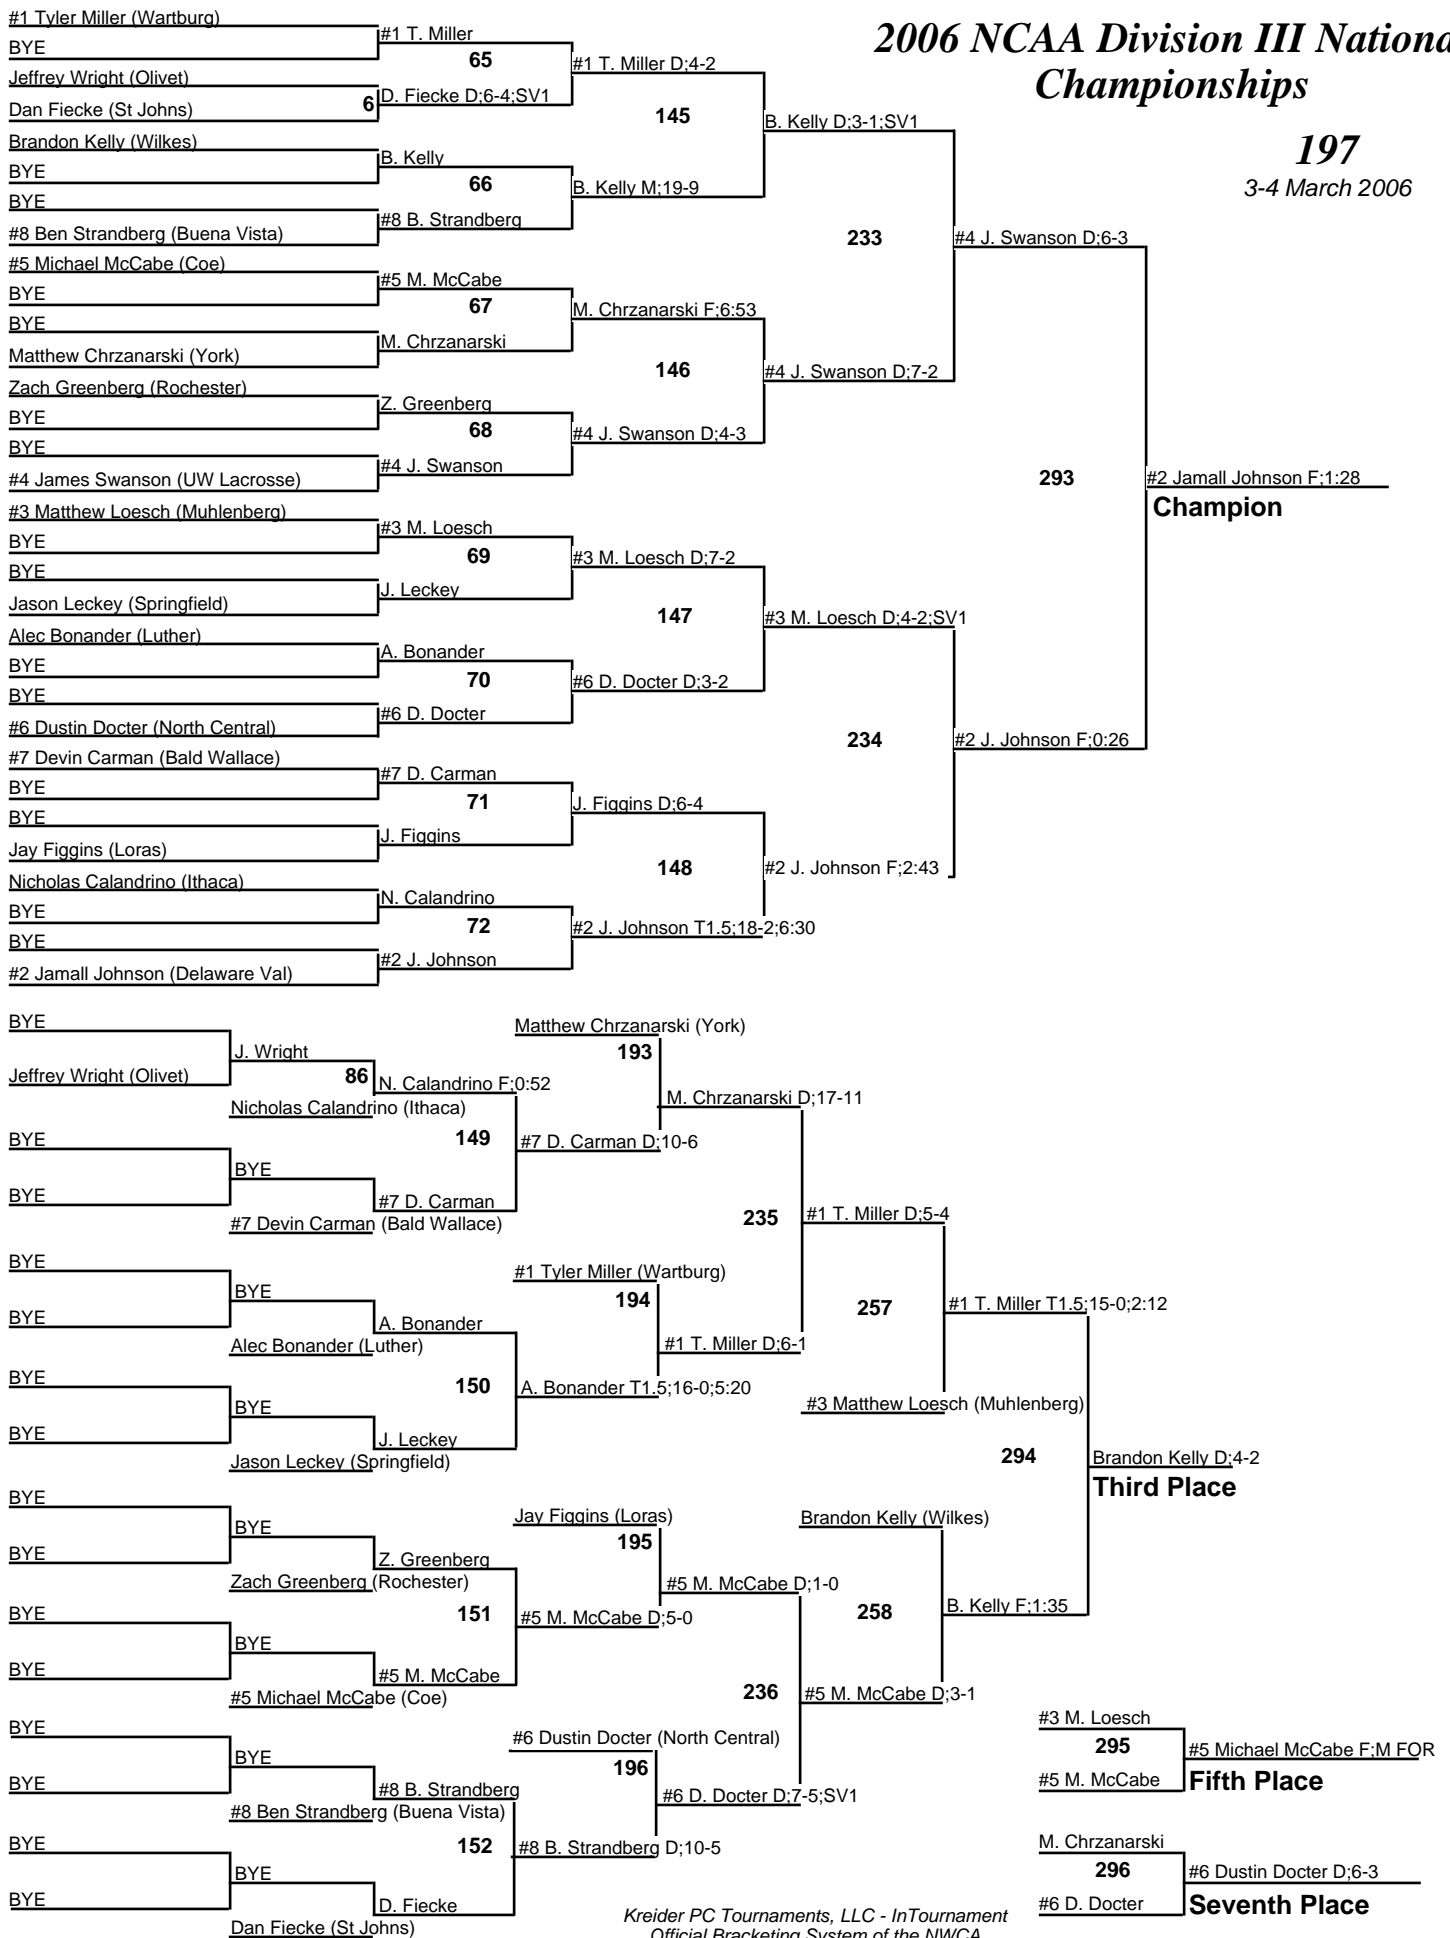 2006 NCAA Division III Nationa
Championships
197
3-4 March 2006
#1 Tyler Miller (Wartburg)
BYE
Jeffrey Wright (Olivet)
Dan Fiecke (St Johns)
Brandon Kelly (Wilkes)
BYE
BYE
#8 Ben Strandberg (Buena Vista)
#5 Michael McCabe (Coe)
BYE
BYE
Matthew Chrzanarski (York)
Zach Greenberg (Rochester)
BYE
BYE
#4 James Swanson (UW Lacrosse)
#3 Matthew Loesch (Muhlenberg)
BYE
BYE
Jason Leckey (Springfield)
Alec Bonander (Luther)
BYE
BYE
#6 Dustin Docter (North Central)
#7 Devin Carman (Bald Wallace)
BYE
BYE
Jay Figgins (Loras)
Nicholas Calandrino (Ithaca)
BYE
BYE
#2 Jamall Johnson (Delaware Val)
#1 T. Miller
65
6
D. Fiecke D;6-4;SV1
B. Kelly
66
#8 B. Strandberg
#5 M. McCabe
67
M. Chrzanarski
Z. Greenberg
68
#4 J. Swanson
#3 M. Loesch
69
J. Leckey
A. Bonander
70
#6 D. Docter
#7 D. Carman
71
J. Figgins
N. Calandrino
72
#2 J. Johnson
#1 T. Miller D;4-2
145
B. Kelly M;19-9
M. Chrzanarski F;6:53
146
#4 J. Swanson D;4-3
#3 M. Loesch D;7-2
147
#6 D. Docter D;3-2
J. Figgins D;6-4
148
#2 J. Johnson T1.5;18-2;6:30
B. Kelly D;3-1;SV1
233
#4 J. Swanson D;7-2
#3 M. Loesch D;4-2;SV1
234
#2 J. Johnson F;2:43
#4 J. Swanson D;6-3
293
#2 J. Johnson F;0:26
#2 Jamall Johnson F;1:28
Champion
BYE
Jeffrey Wright (Olivet)
BYE
BYE
BYE
BYE
BYE
BYE
BYE
BYE
BYE
BYE
BYE
BYE
BYE
BYE
J. Wright
86
Nicholas Calandrino (Ithaca)
BYE
#7 Devin Carman (Bald Wallace)
BYE
Alec Bonander (Luther)
BYE
Jason Leckey (Springfield)
BYE
Zach Greenberg (Rochester)
BYE
#5 Michael McCabe (Coe)
BYE
#8 Ben Strandberg (Buena Vista)
BYE
Dan Fiecke (St Johns)
N. Calandrino F;0:52
149
#7 D. Carman
A. Bonander
150
J. Leckey
Z. Greenberg
151
#5 M. McCabe
#8 B. Strandberg
152
D. Fiecke
Matthew Chrzanarski (York)
193
#7 D. Carman D;10-6
#1 Tyler Miller (Wartburg)
194
A. Bonander T1.5;16-0;5:20
Jay Figgins (Loras)
195
#5 M. McCabe D;5-0
#6 Dustin Docter (North Central)
196
#8 B. Strandberg D;10-5
M. Chrzanarski D;17-11
235
#1 T. Miller D;6-1
#5 M. McCabe D;1-0
236
#6 D. Docter D;7-5;SV1
#1 T. Miller D;5-4
257
#3 Matthew Loesch (Muhlenberg)
Brandon Kelly (Wilkes)
258
#5 M. McCabe D;3-1
#1 T. Miller T1.5;15-0;2:12
294
B. Kelly F;1:35
Brandon Kelly D;4-2
Third Place
#3 M. Loesch
295
#5 M. McCabe
#5 Michael McCabe F;M FOR
Fifth Place
M. Chrzanarski
296
#6 D. Docter
#6 Dustin Docter D;6-3
Seventh Place
Kreider PC Tournaments, LLC - InTournament
Official Bracketing System of the NWCA